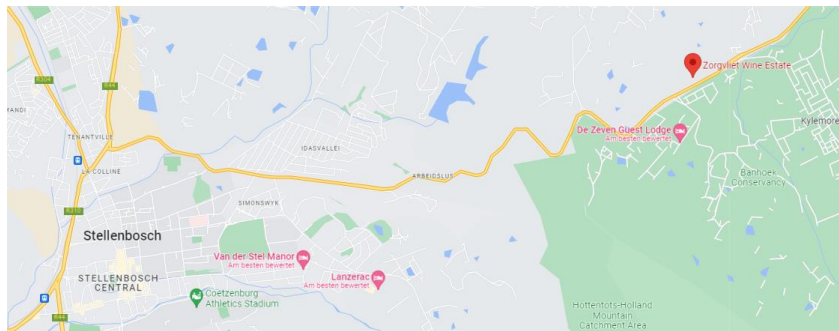 R304
R44
Zorgvliet Wine Estate
MANDI
Kylemore
TENANTVILLE
De Zeven Guest Lodge
Am besten bewertet
IDASVALLEI
LA COLLINE
ARBEIDSLUS
Banhoek
Conservancy
SIMONSWYK
R310
Stellenbosch
Van der Stel Manor
Am besten bewertet
STELLENBOSCH
CENTRAL
Lanzerac
Am besten bewertet
Coetzenburg
Athletics Stadium
Hottentots-Holland
Mountain
Catchment Area
R44